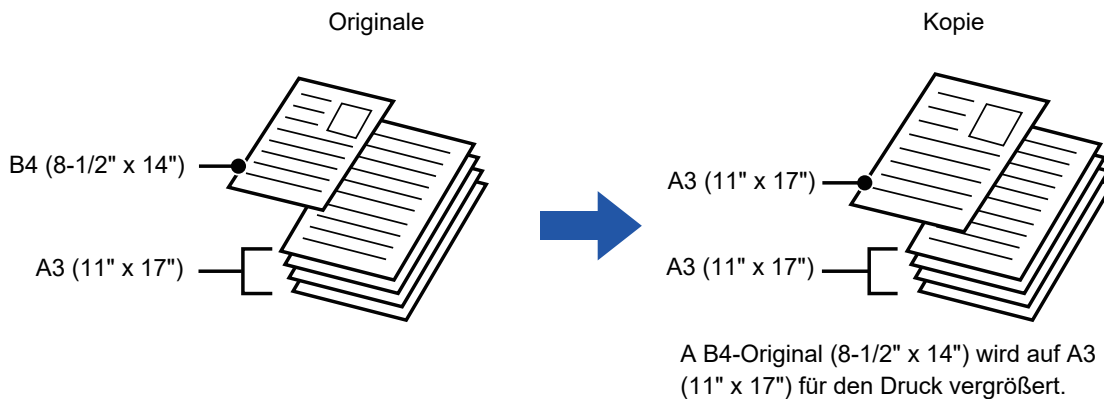 Originale
B4 (8-1/2" x 14")
A3 (11" x 17")
Kopie
A3 (11" x 17")
A3 (11" x 17")
A B4-Original (8-1/2" x 14") wird auf A3
(11" x 17") für den Druck vergrößert.